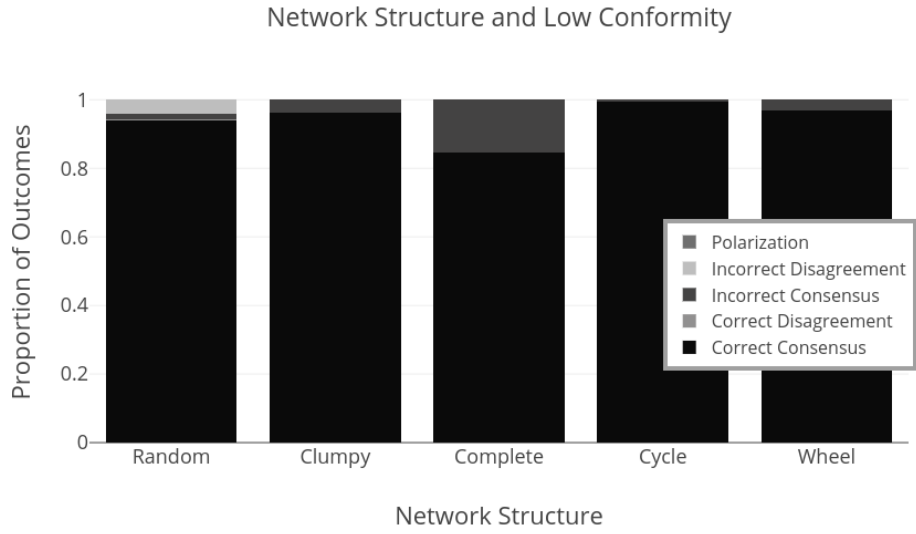 Network Structure and Low Conformity
Proportion of Outcomes
1
0.8
0.6
0.4
0.2
0
Polarization
Incorrect Disagreement
Incorrect Consensus
Correct Disagreement
Correct Consensus
Random Clumpy Complete Cycle Wheel
Network Structure